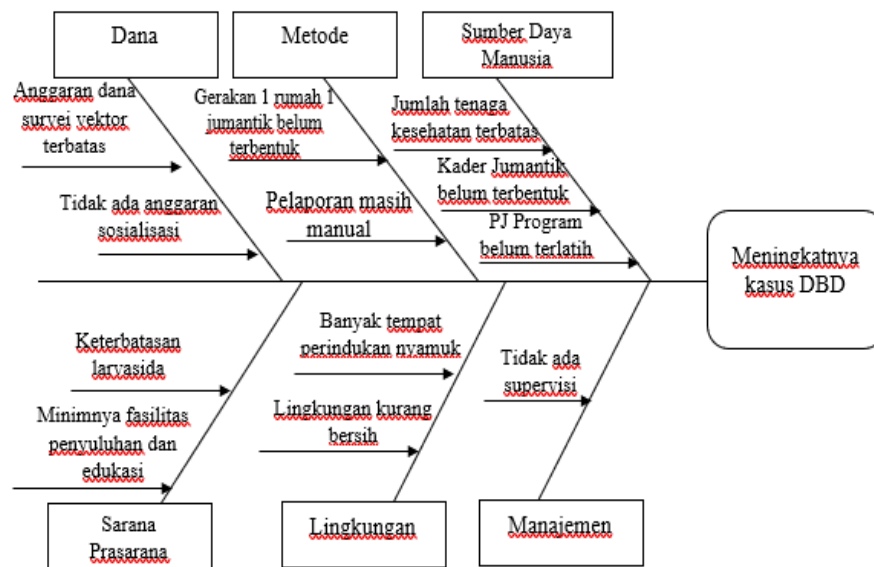 Dana
Metode
Sumber Daya
Manusia
Anggaran dana
survei vektor
terbatas
Tidak ada anggaran
sosialisasi
Gerakan 1 rumah 1
jumantik belum
terbentuk
Pelaporan masih
manual
Jumlah tenaga
kesehatan terbatas
Kader Jumantik
belum terbentuk
PJ Program
belum terlatih
Meningkatnya
kasus DBD
Keterbatasan
larvasida
Minimnya fasilitas
penyuluhan dan
edukasi
Banyak tempat
perindukan nyamuk
Lingkungan kurang
bersih
Tidak ada
supervisi
Sarana
Prasarana
Lingkungan
Manajemen